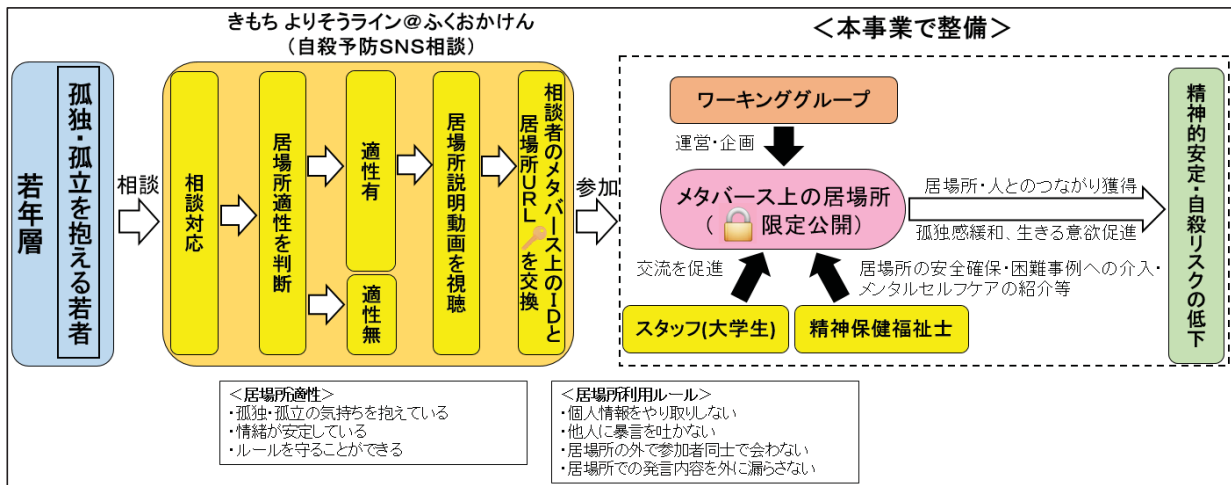 きもち よりそうライン@ふくおかけん
(自殺予防SNS相談)
<本事業で整備>
若年層
孤独・孤立を抱える若者
相談
相談対応
居場所適性を判断
適性有
適性無
居場所説明動画を視聴
相談者のメタバース上のIDと
居場所URL を交換
参加
ワーキンググループ
運営・企画
メタバース上の居場所
( 限定公開)
居場所・人とのつながり獲得
孤独感緩和、生きる意欲促進
交流を促進
居場所の安全確保・困難事例への介入・
メンタルセルフケアの紹介等
スタッフ(大学生)
精神保健福祉士
精神的安定・自殺リスクの低下
<居場所適性>
・孤独・孤立の気持ちを抱えている
・情緒が安定している
・ルールを守ることができる
<居場所利用ルール>
・個人情報をやり取りしない
・他人に暴言を吐かない
・居場所の外で参加者同士で会わない
・居場所での発言内容を外に漏らさない